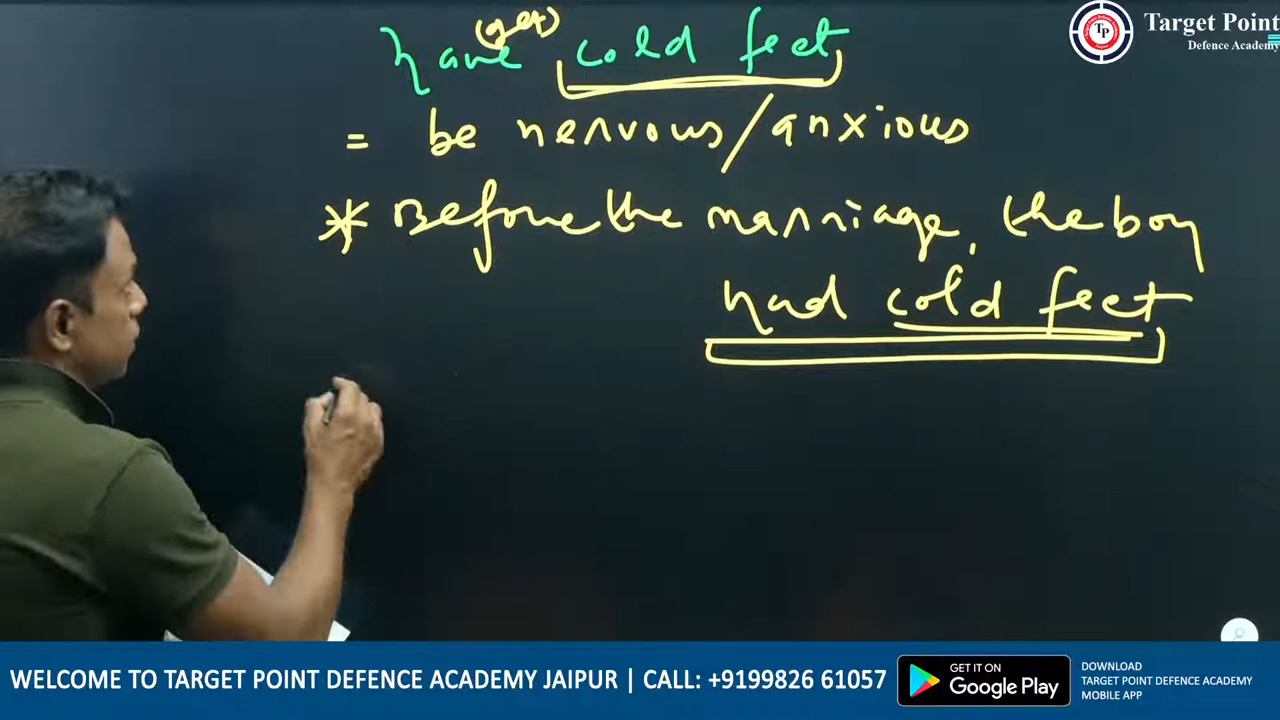 (get)
have cold feet
= be nervous/anxious
* Before the marriage, the boy
had cold feet
Target Point
Defence Academy
TP
WELCOME TO TARGET POINT DEFENCE ACADEMY JAIPUR | CALL: +919982661057
GET IT ON
Google Play
DOWNLOAD
TARGET POINT DEFENCE ACADEMY
MOBILE APP